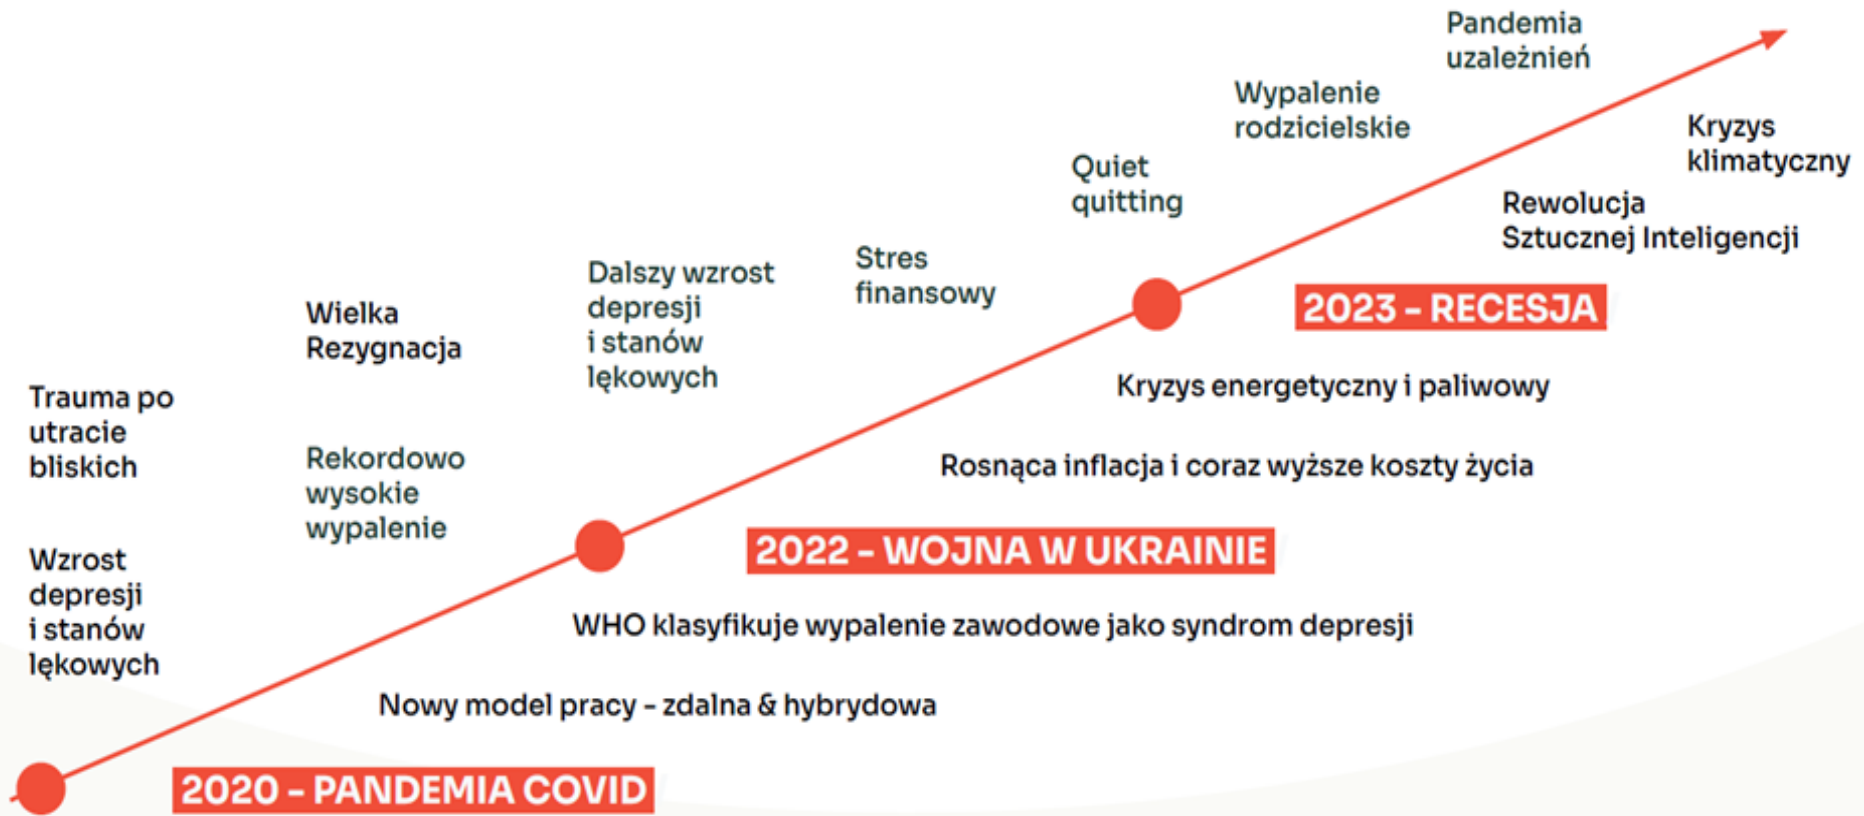 Pandemia
uzależnień
Wypalenie
rodzicielskie
Kryzys
klimatyczny
Quiet
quitting
Rewolucja
Sztucznej Inteligencji
Stres
finansowy
Dalszy wzrost
depresji
i stanów
lękowych
2023 - RECESJA
Wielka
Rezygnacja
Kryzys energetyczny i paliwowy
Trauma po
utracie
bliskich
Rekordowo
wysokie
wypalenie
Rosnąca inflacja i coraz wyższe koszty życia
2022 - WOJNA W UKRAINIE
Wzrost
depresji
i stanów
lękowych
WHO klasyfikuje wypalenie zawodowe jako syndrom depresji
Nowy model pracy - zdalna & hybrydowa
2020 - PANDEMIA COVID